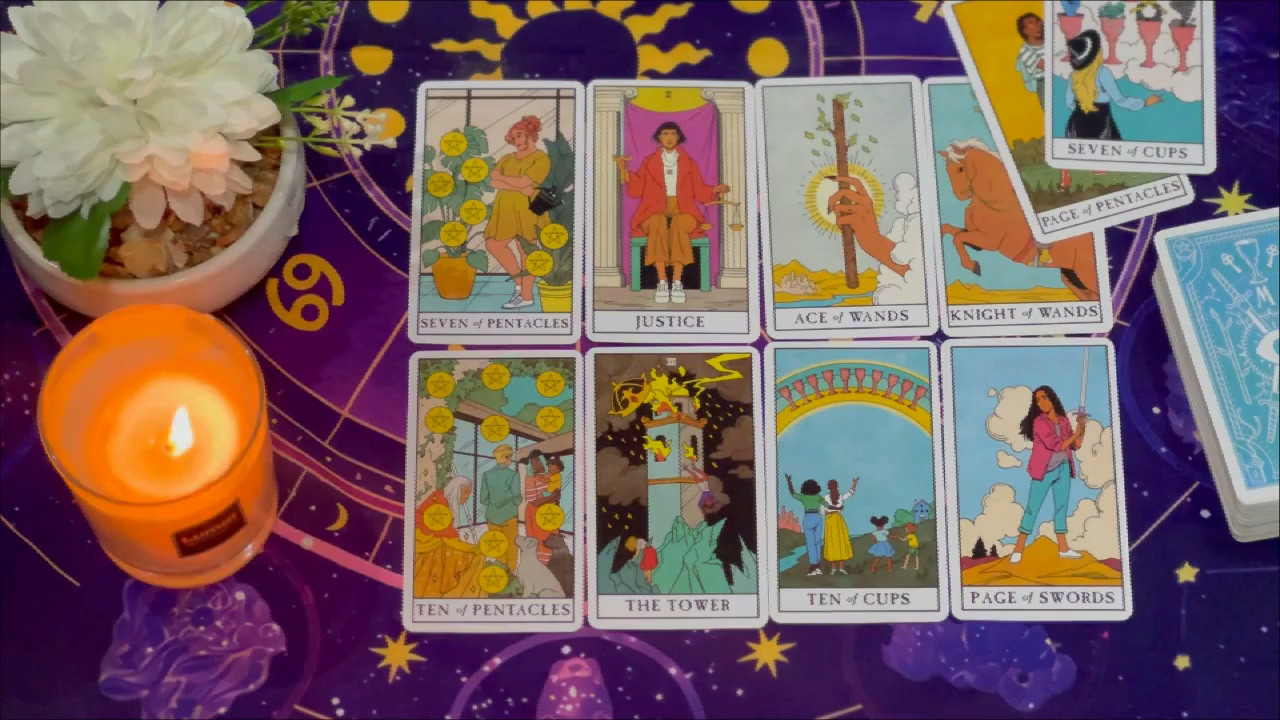 SEVEN of CUPS
PAGE of PENTACLES
SEVEN of PENTACLES
JUSTICE
ACE of WANDS
KNIGHT of WANDS
TEN of PENTACLES
THE TOWER
TEN of CUPS
PAGE of SWORDS